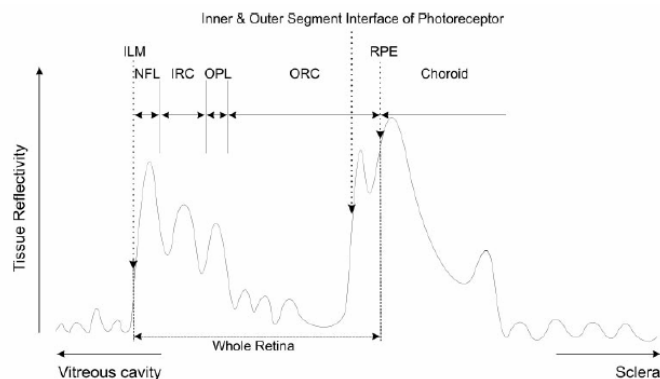 Inner & Outer Segment Interface of Photoreceptor
ILM
RPE
NFL IRC OPL ORC Choroid
Tissue Reflectivity
Whole Retina
Vitreous cavity
Sclera